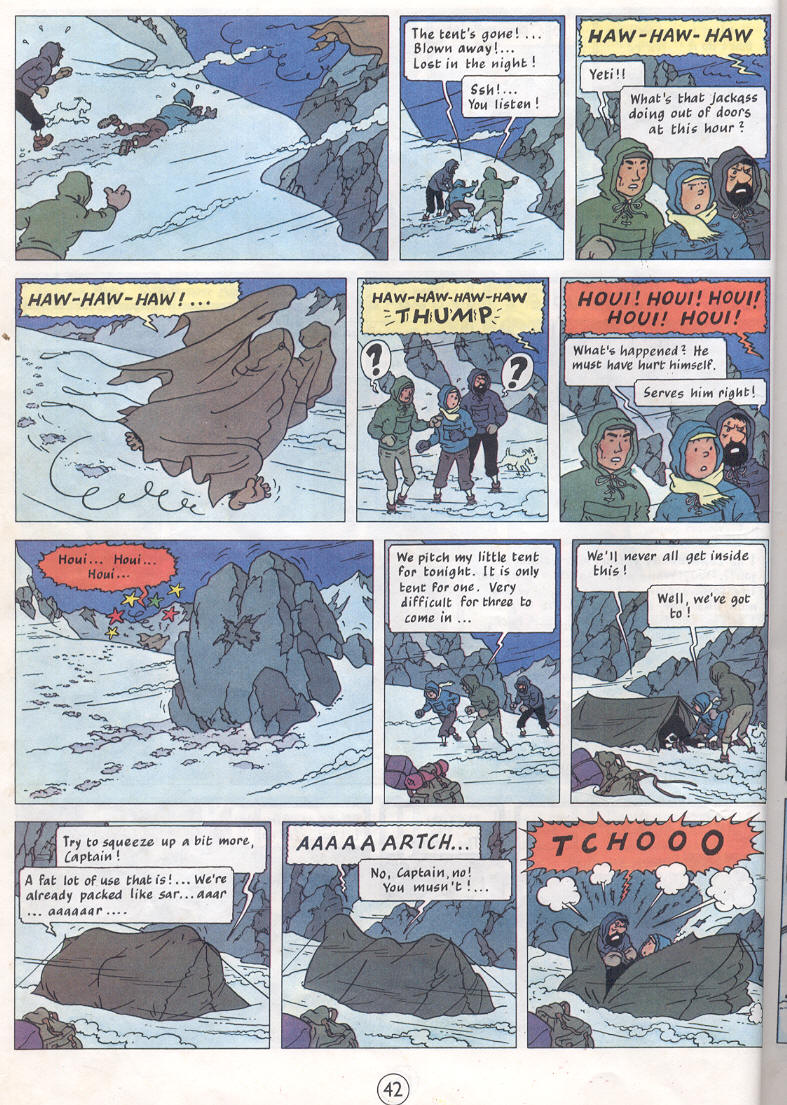 The tent's gone! ...
Blown away!...
Lost in the night!
Ssh!...
You listen!
HAW-HAW-HAW
Yeti!!
What's that jackass
doing out of doors
at this hour?
HAW-HAW-HAW!...
HAW-HAW-HAW-HAW
THUMP
?
?
HOUI! HOUI! HOUI!
HOUI! HOUI!
What's happened? He
must have hurt himself.
Serves him right!
Houi... Houi...
Houi...
We pitch my little tent
for tonight. It is only
tent for one. Very
difficult for three to
come in ...
We'll never all get inside
this!
Well, we've got
to!
Try to squeeze up a bit more,
Captain!
A fat lot of use that is!... We're
already packed like sar...aaar
... aaaaaar ....
AAAAAARTCH...
No, Captain, no!
You musn't!...
TCHOOO
42